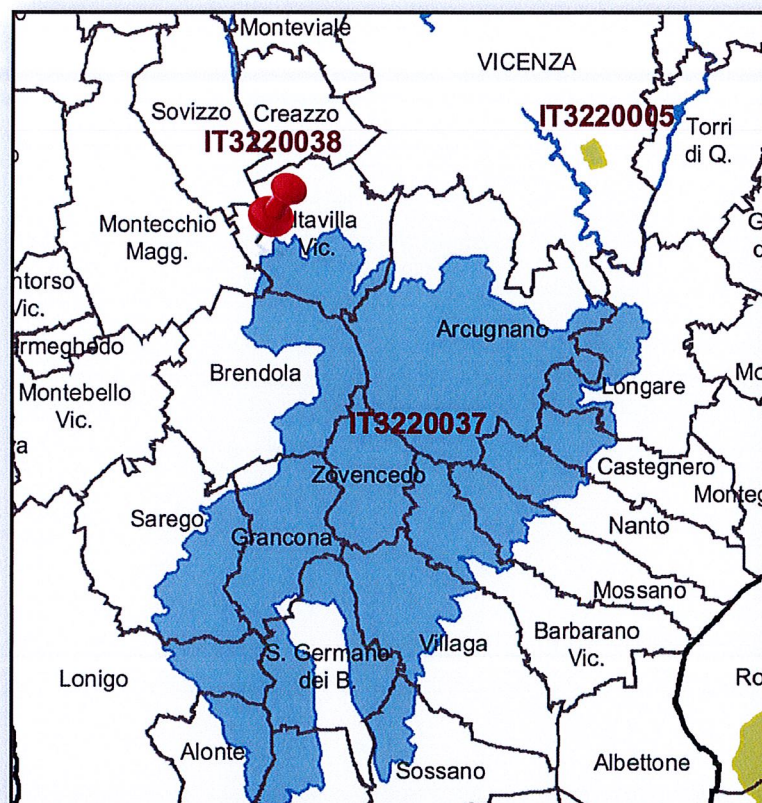 Monteviale
VICENZA
Sovizzo
Creazzo
IT3220005
Torri
di Q.
IT3220038
Montecchio
Magg.
ltavilla
Vic.
Vic.
Arcugnano
Brendola
Montebello
Vic.
Longare
IT3220037
Zovencedo
Castegnero
Sarego
Grancona
Nanto
Mossano
Barbarano
Vic.
Villaga
S. Germano
dei B.
Lonigo
Alonte
Sossano
Albettone